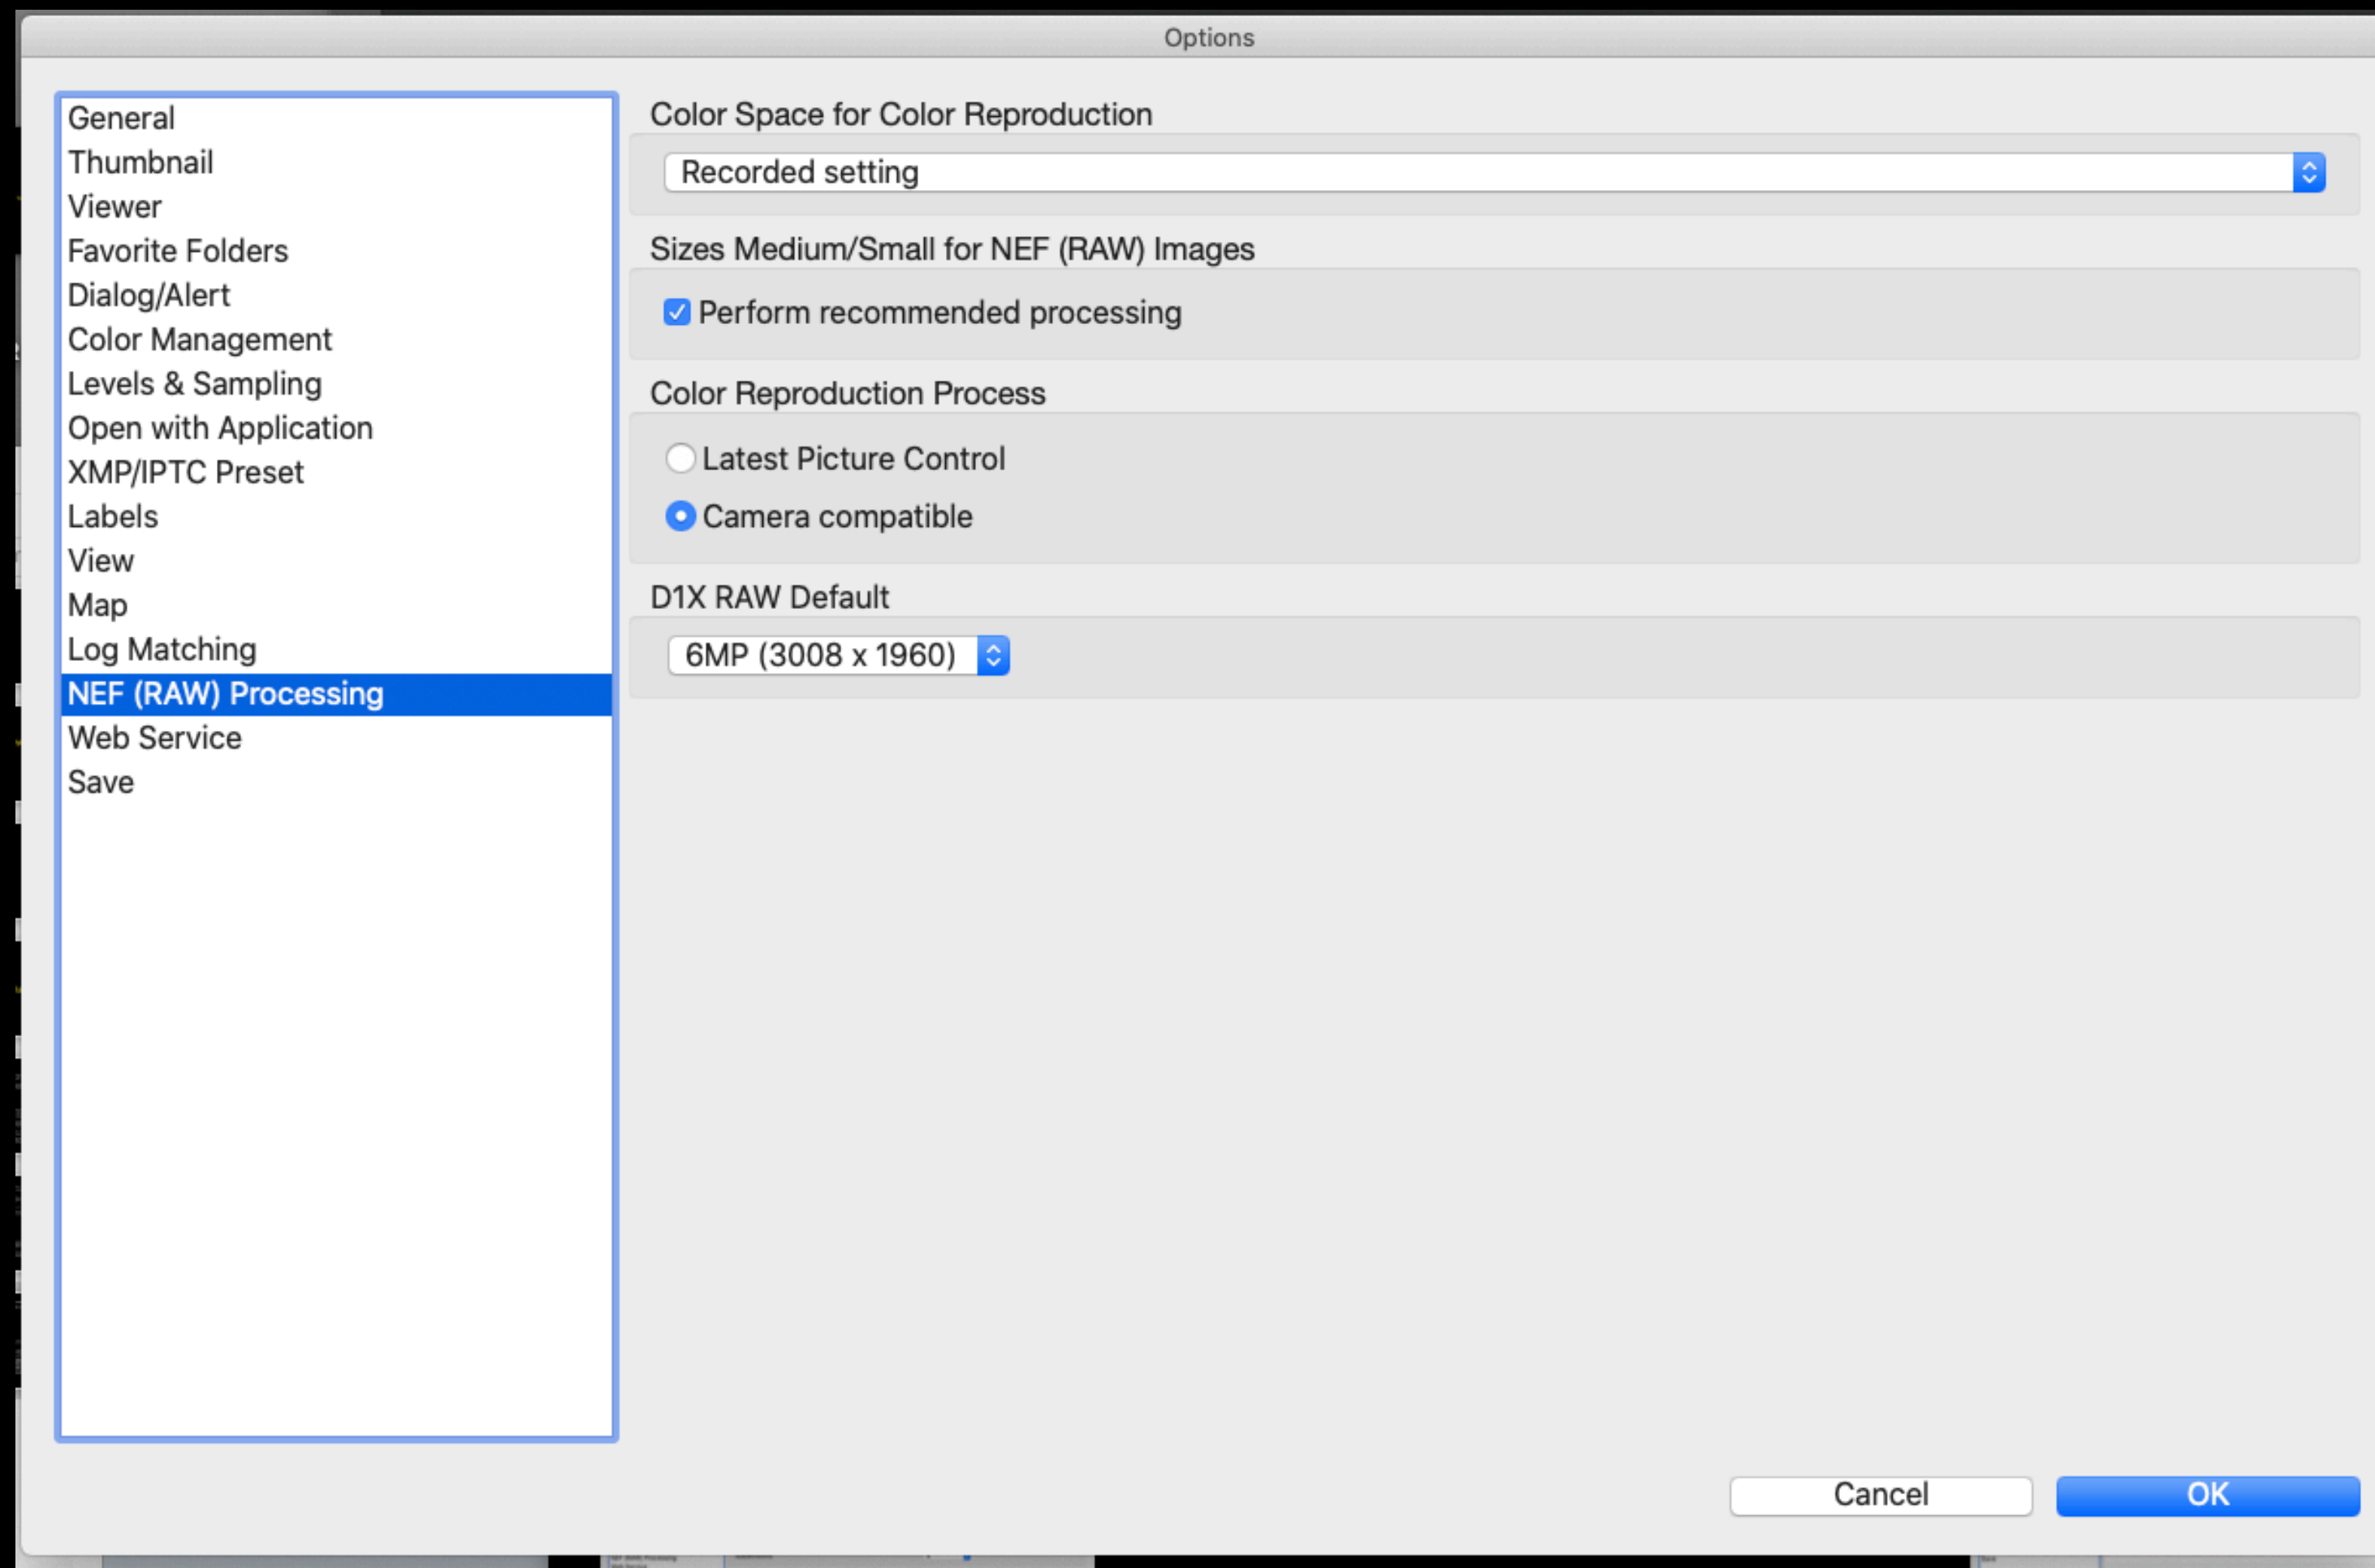 Options
General
Thumbnail
Viewer
Favorite Folders
Dialog/Alert
Color Management
Levels & Sampling
Open with Application
XMP/IPTC Preset
Labels
View
Map
Log Matching
NEF (RAW) Processing
Web Service
Save
Color Space for Color Reproduction
Recorded setting
Sizes Medium/Small for NEF (RAW) Images
Perform recommended processing
Color Reproduction Process
Latest Picture Control
Camera compatible
D1X RAW Default
6MP (3008 x 1960)
Cancel
OK